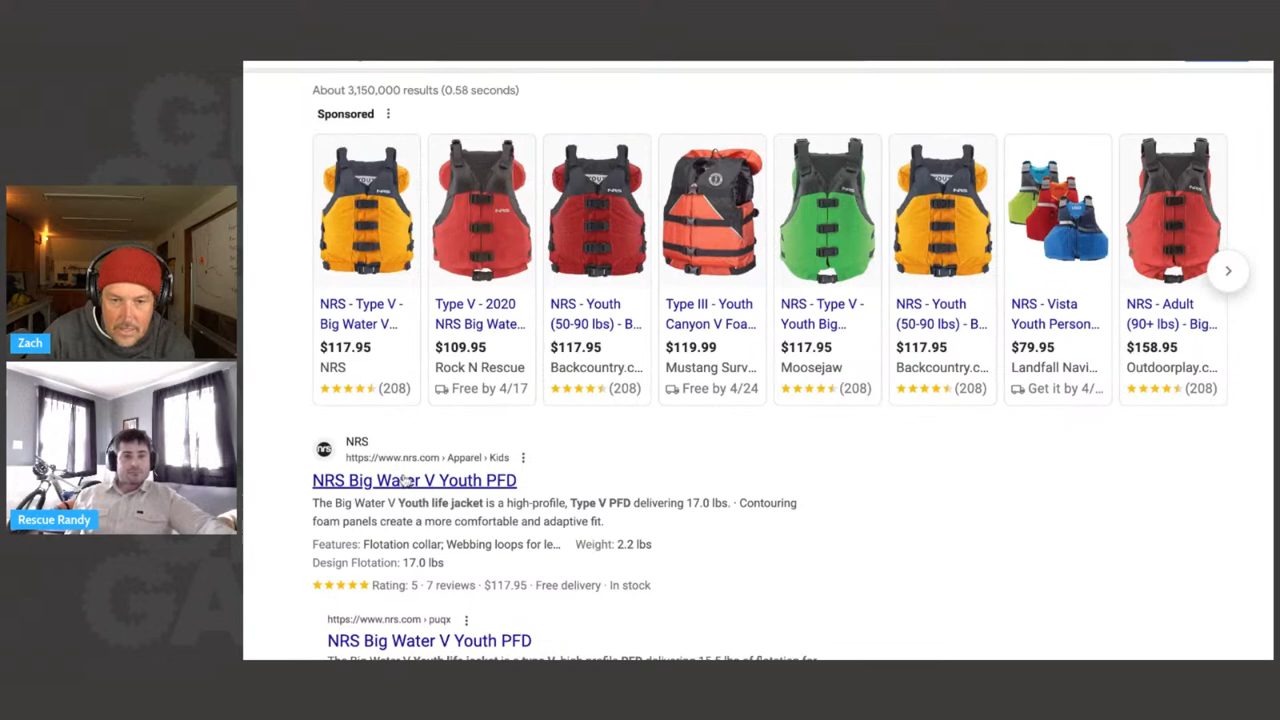 About 3,150,000 results (0.58 seconds)
Sponsored
NRS - Type V -
Big Water V...
$117.95
NRS
(208)
Type V - 2020
NRS Big Wate...
$109.95
Rock N Rescue
Free by 4/17
NRS - Youth
(50-90 lbs) - B...
$117.95
Backcountry.c...
(208)
Type III - Youth
Canyon V Foa...
$119.99
Mustang Surv...
Free by 4/24
NRS - Type V -
Youth Big...
$117.95
Moosejaw
(208)
NRS - Youth
(50-90 lbs) - B...
$117.95
Backcountry.c...
(208)
NRS - Vista
Youth Person...
$79.95
Landfall Navi...
Get it by 4/...
NRS - Adult
(90+ lbs) - Big...
$158.95
Outdoorplay.c...
(208)
nrs
NRS
https://www.nrs.com › Apparel › Kids
NRS Big Water V Youth PFD
The Big Water V Youth life jacket is a high-profile, Type V PFD delivering 17.0 lbs. · Contouring
foam panels create a more comfortable and adaptive fit.
Features: Flotation collar; Webbing loops for le... Weight: 2.2 lbs
Design Flotation: 17.0 lbs
Rating: 5 · 7 reviews · $117.95 · Free delivery · In stock
https://www.nrs.com › puqx
NRS Big Water V Youth PFD
Zach
Rescue Randy